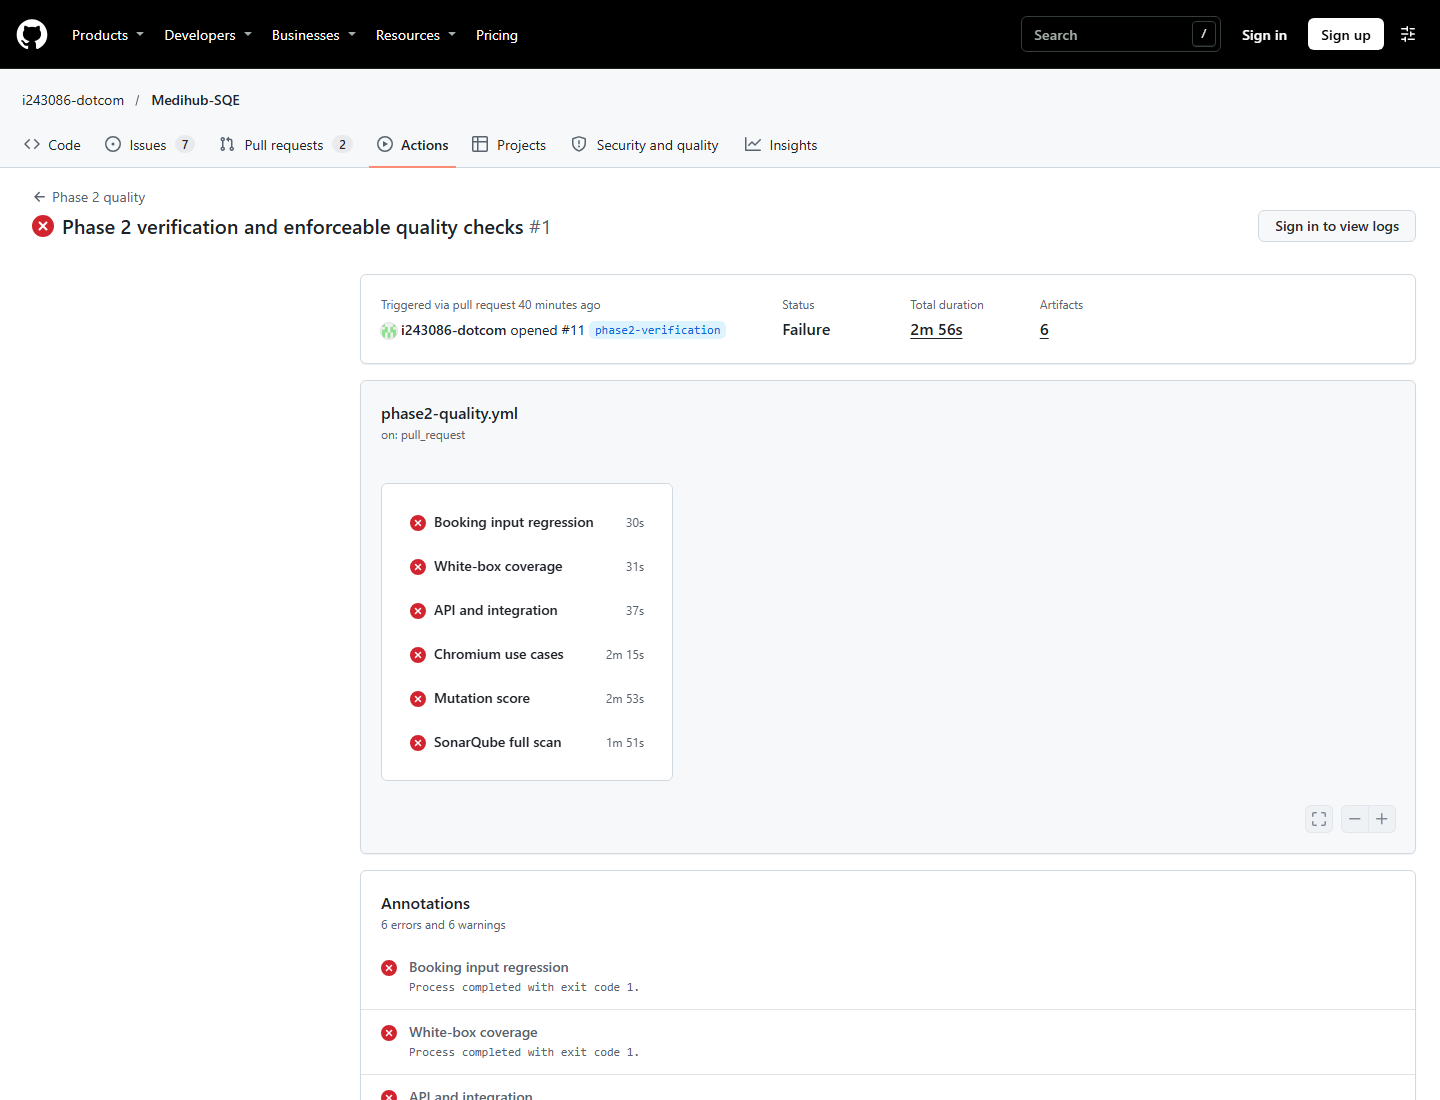 Products Developers Businesses Resources Pricing Search / Sign in Sign up
i243086-dotcom / Medihub-SQE
Code Issues 7 Pull requests 2 Actions Projects Security and quality Insights
Phase 2 quality
Phase 2 verification and enforceable quality checks #1
Sign in to view logs
Triggered via pull request 40 minutes ago
i243086-dotcom opened #11 phase2-verification
Status
Failure
Total duration
2m 56s
Artifacts
6
phase2-quality.yml
on: pull_request
Booking input regression 30s
White-box coverage 31s
API and integration 37s
Chromium use cases 2m 15s
Mutation score 2m 53s
SonarQube full scan 1m 51s
Annotations
6 errors and 6 warnings
Booking input regression
Process completed with exit code 1.
White-box coverage
Process completed with exit code 1.
API and integration